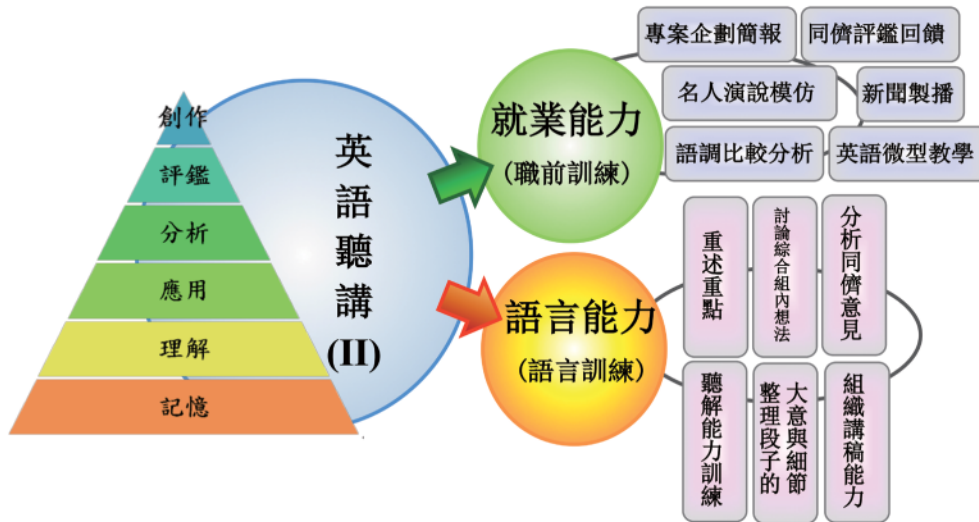 創作
評鑑
分析
應用
理解
記憶
英語聽講
(II)
就業能力
(職前訓練)
專案企劃簡報
同儕評鑑回饋
名人演說模仿
新聞製播
語調比較分析
英語微型教學
語言能力
(語言訓練)
重述重點
討論綜合組內想法
分析同儕意見
聽解能力訓練
大意與細節
整理段子的
組織講稿能力